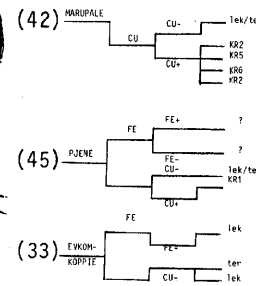 (42) MARUPALE
CU-
lek/te
CU
KR2
KR5
CU+
KR6
KR2
FE+
?
FE
(45) PJENE
?
FE-
CU-
lek/te
KR1
CU+
FE
lek
(33) EVKOM-
KOPPIE
FE-
ter
CU-
lek